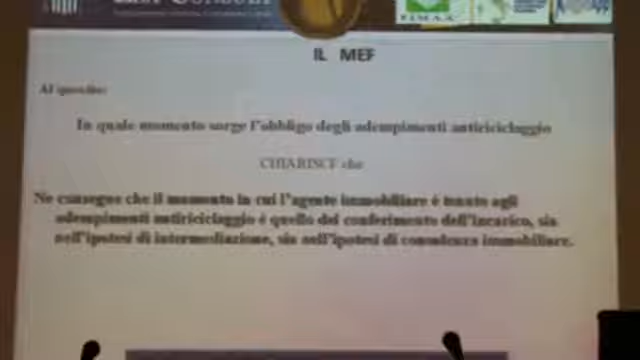 CONSULT
F.I.M.A.A.
IL MEF
Al quesito:
In quale momento sorge l'obbligo degli adempimenti antiriciclaggio
CHIARISCE che
Ne consegue che il momento in cui l'agente immobiliare è tenuto agli
adempimenti antiriciclaggio è quello del conferimento dell'incarico, sia
nell'ipotesi di intermediazione, sia nell'ipotesi di consulenza immobiliare.